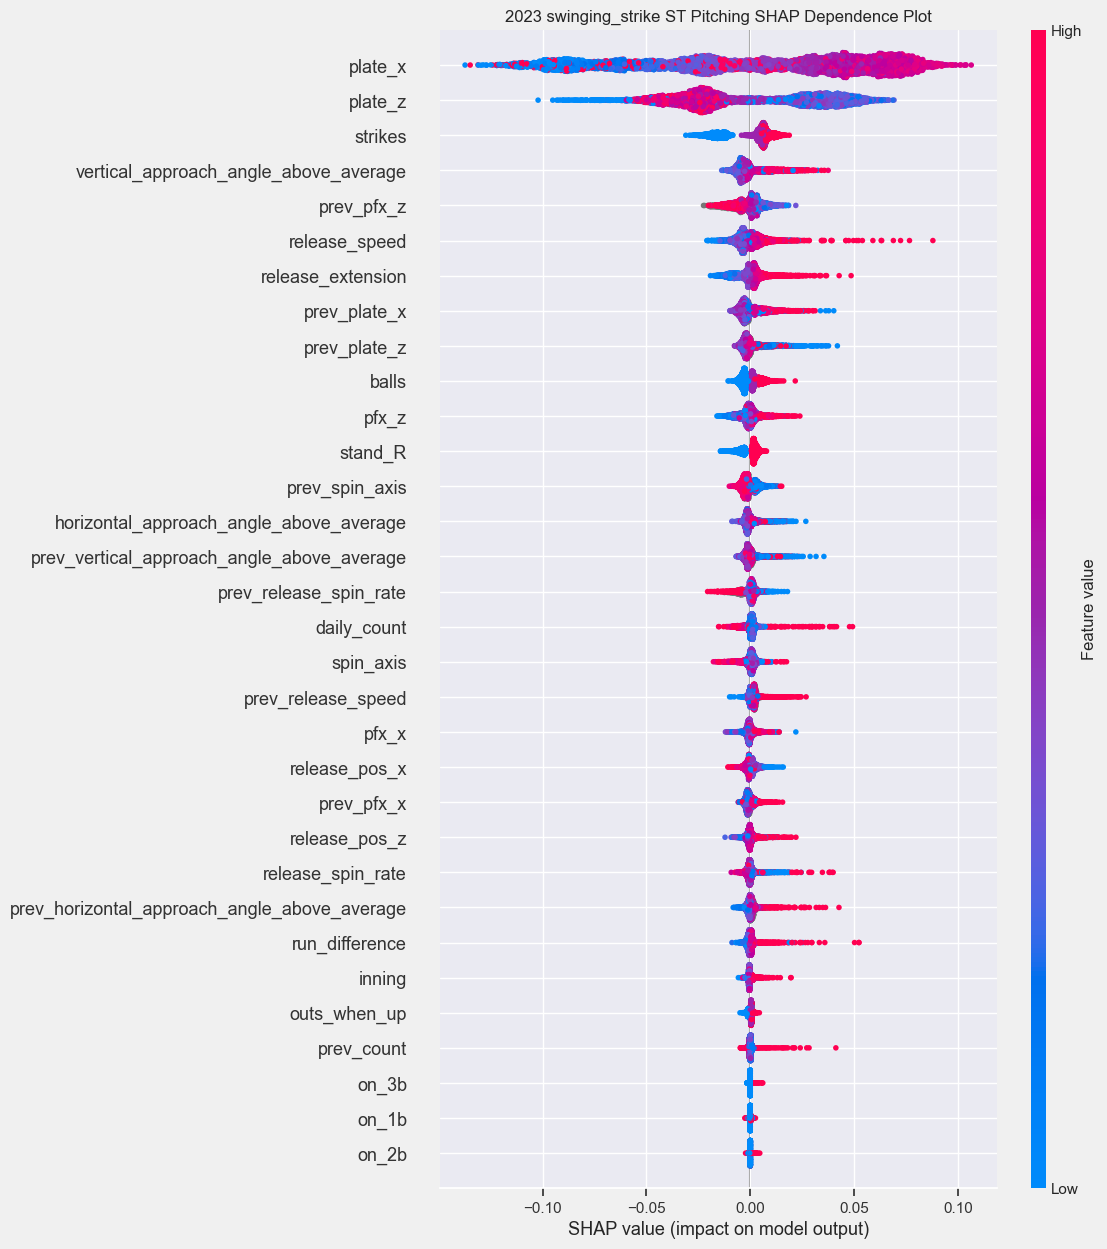 2023 swinging_strike ST Pitching SHAP Dependence Plot
High
plate_x
plate_z
strikes
vertical_approach_angle_above_average
prev_pfx_z
release_speed
release_extension
prev_plate_x
prev_plate_z
balls
pfx_z
stand_R
prev_spin_axis
horizontal_approach_angle_above_average
prev_vertical_approach_angle_above_average
prev_release_spin_rate
daily_count
spin_axis
prev_release_speed
pfx_x
release_pos_x
prev_pfx_x
release_pos_z
release_spin_rate
prev_horizontal_approach_angle_above_average
run_difference
inning
outs_when_up
prev_count
on_3b
on_1b
on_2b
Feature value
Low
−0.10 −0.05 0.00 0.05 0.10
SHAP value (impact on model output)